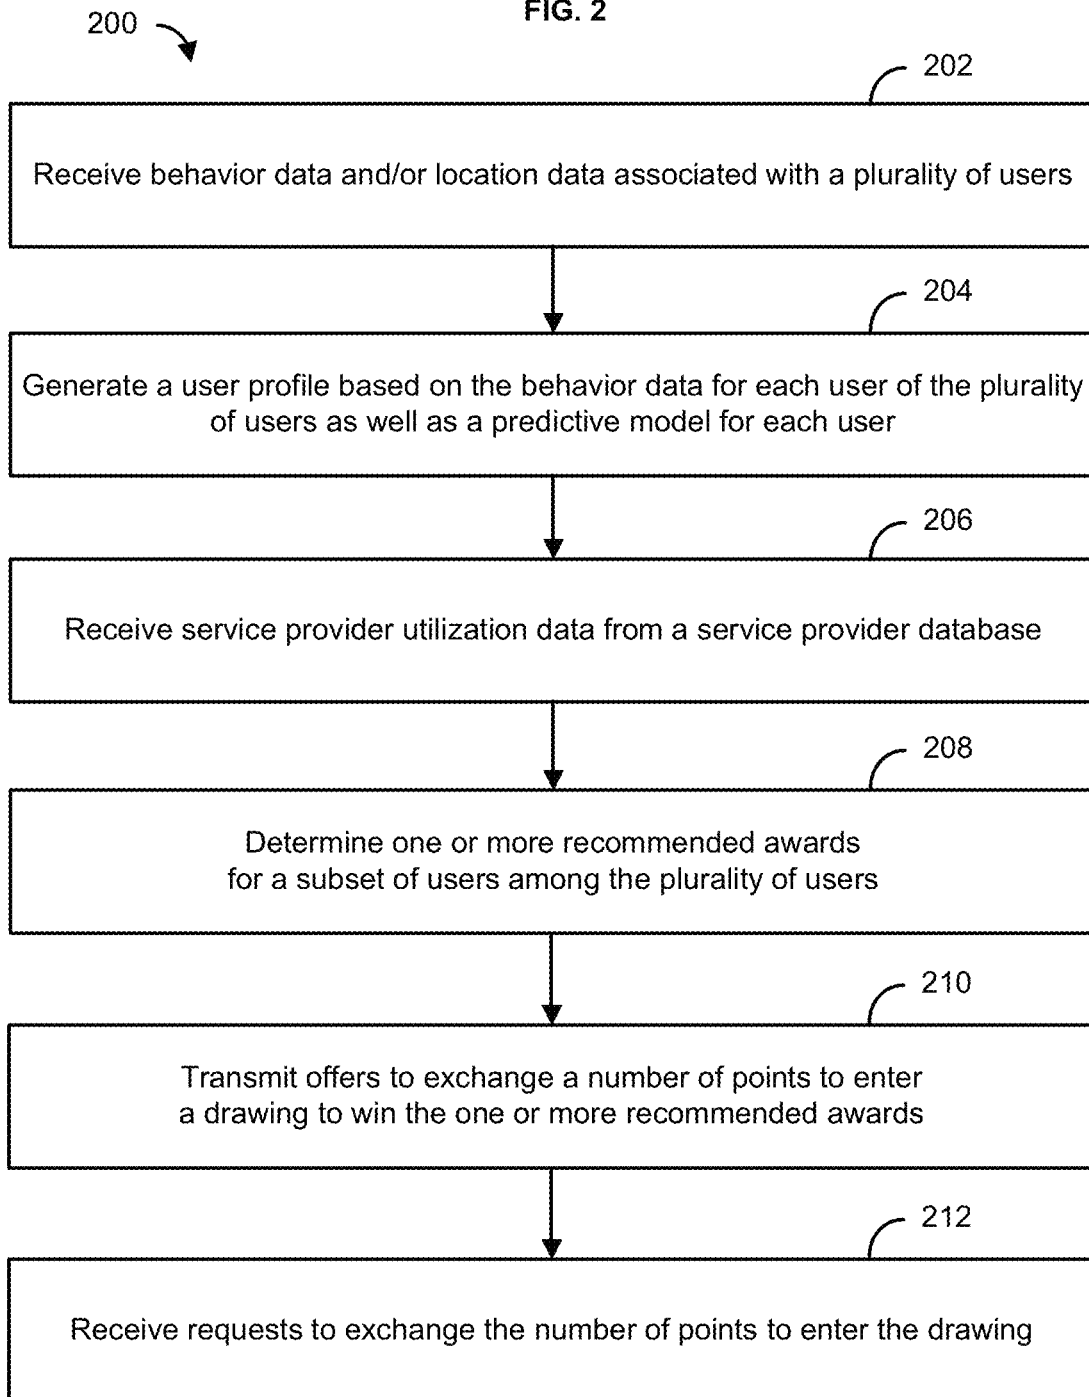 FIG. 2
200
202
Receive behavior data and/or location data associated with a plurality of users
204
Generate a user profile based on the behavior data for each user of the plurality
of users as well as a predictive model for each user
206
Receive service provider utilization data from a service provider database
208
Determine one or more recommended awards
for a subset of users among the plurality of users
210
Transmit offers to exchange a number of points to enter
a drawing to win the one or more recommended awards
212
Receive requests to exchange the number of points to enter the drawing